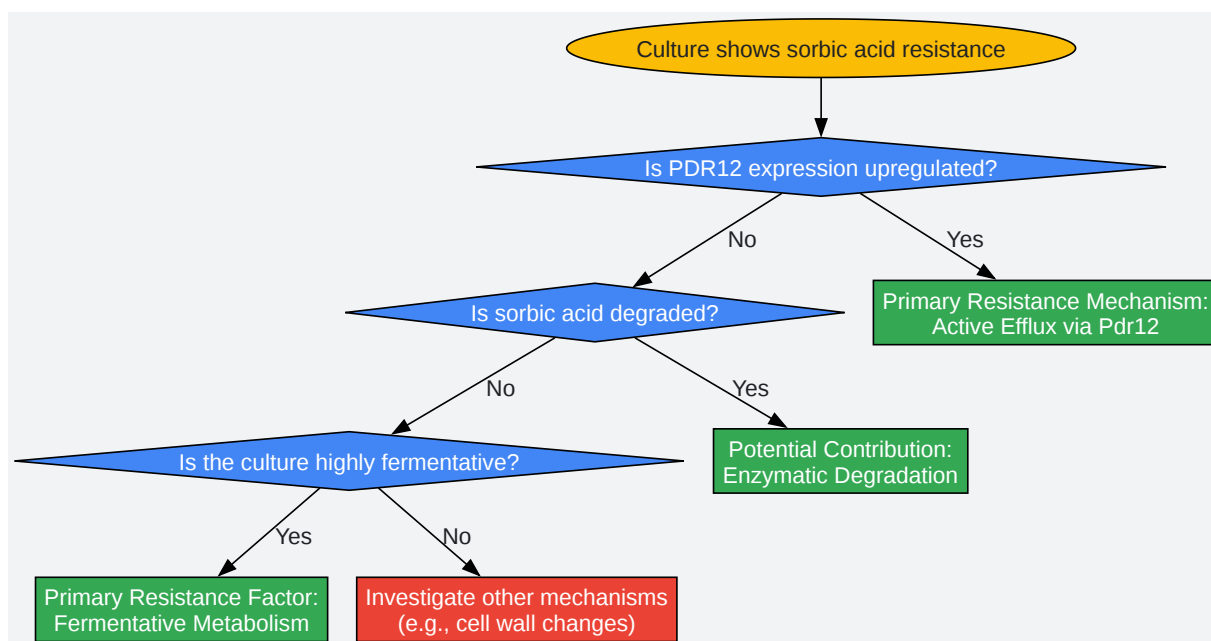 Culture shows sorbic acid resistance
Is PDR12 expression upregulated?
No
Yes
Is sorbic acid degraded?
Primary Resistance Mechanism:
Active Efflux via Pdr12
No
Yes
Is the culture highly fermentative?
Potential Contribution:
Enzymatic Degradation
Yes
No
Primary Resistance Factor:
Fermentative Metabolism
Investigate other mechanisms
(e.g., cell wall changes)